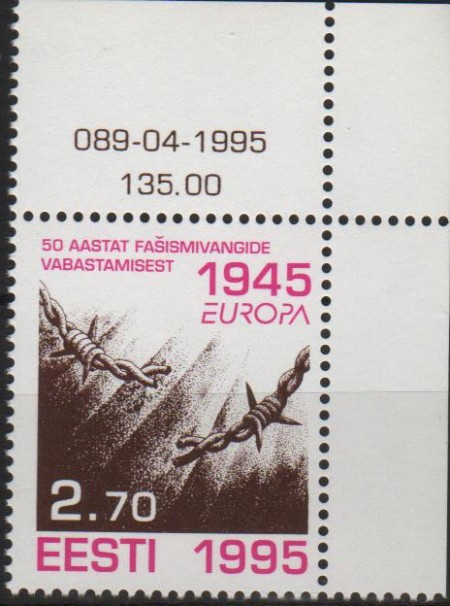 089-04-1995
135.00
50 AASTAT FAŠISMIVANGIDE
VABASTAMISEST
1945
EUROPA
2.70
EESTI 1995